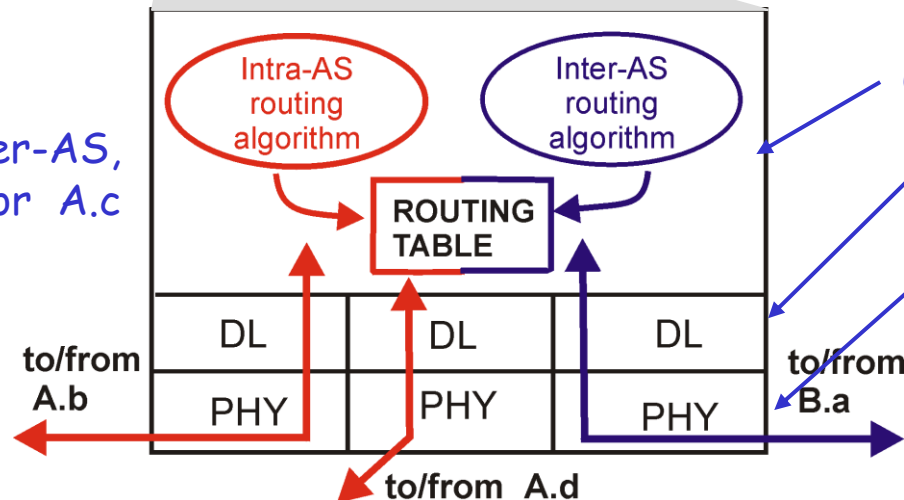 Intra-AS
routing
algorithm
Inter-AS
routing
algorithm
er-AS,
or A.c
ROUTING
TABLE
DL
DL
DL
to/from
A.b
to/from
B.a
PHY
PHY
PHY
to/from A.d